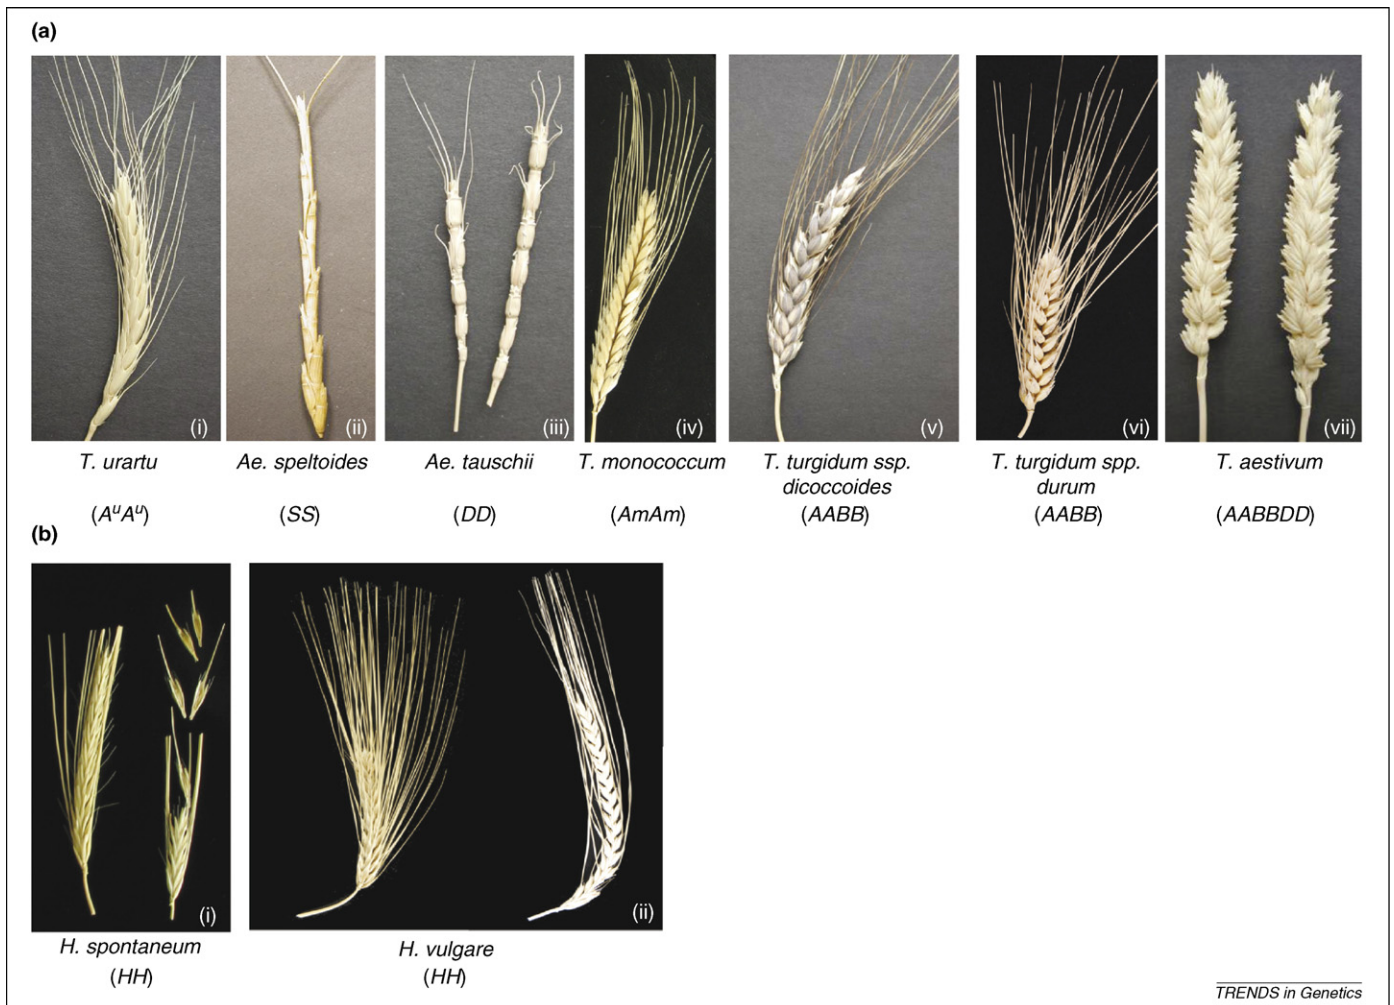 (a)
(i) (ii) (iii) (iv) (v) (vi) (vii)
T. urartu Ae. speltoides Ae. tauschii T. monococcum T. turgidum ssp. T. turgidum spp. T. aestivum
dicoccoides durum
(AᵘAᵘ) (SS) (DD) (AmAm) (AABB) (AABB) (AABBDD)
(b)
(i) (ii)
H. spontaneum H. vulgare
(HH) (HH)
TRENDS in Genetics